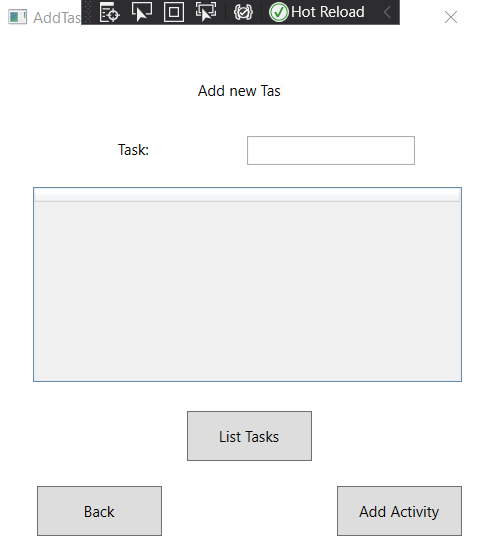 AddTas
Hot Reload
Add new Tas
Task:
List Tasks
Back
Add Activity